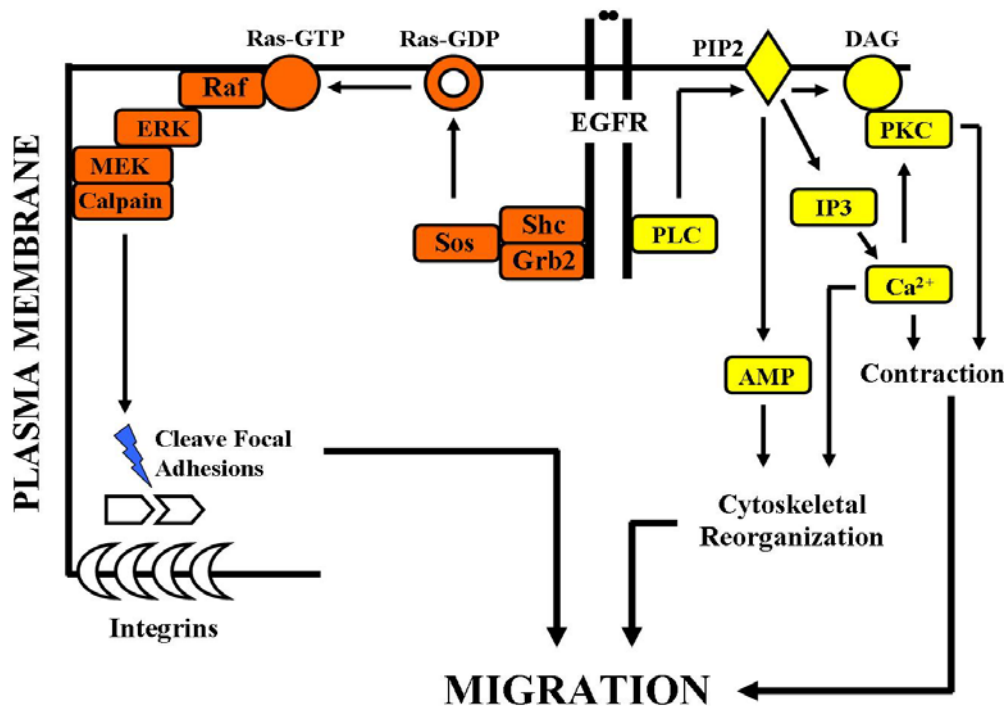 Ras-GTP
Ras-GDP
PIP2
DAG
Raf
ERK
EGFR
PKC
MEK
Calpain
IP3
Shc
Sos
PLC
Grb2
Ca²⁺
PLASMA MEMBRANE
AMP
Contraction
Cleave Focal
Adhesions
Cytoskeletal
Reorganization
Integrins
MIGRATION